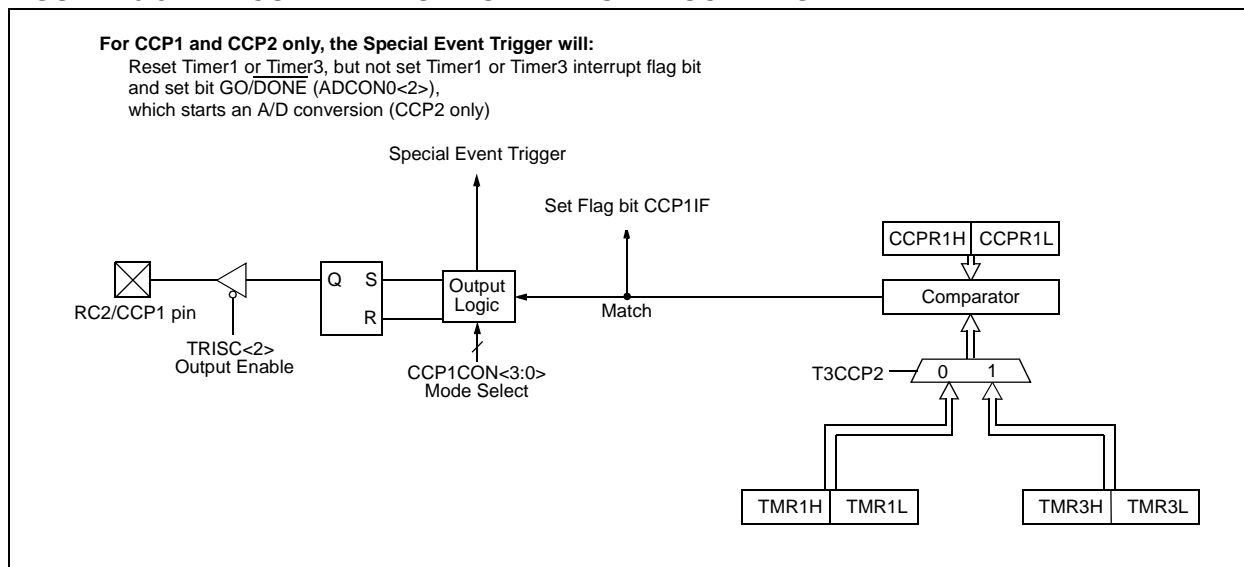 For CCP1 and CCP2 only, the Special Event Trigger will:
Reset Timer1 or Timer3, but not set Timer1 or Timer3 interrupt flag bit
and set bit GO/DONE (ADCON0<2>),
which starts an A/D conversion (CCP2 only)
Special Event Trigger
Set Flag bit CCP1IF
CCPR1H CCPR1L
Q S
R
Output
Logic
Comparator
RC2/CCP1 pin
Match
TRISC<2>
Output Enable
CCP1CON<3:0>
Mode Select
T3CCP2
0 1
TMR1H TMR1L
TMR3H TMR3L